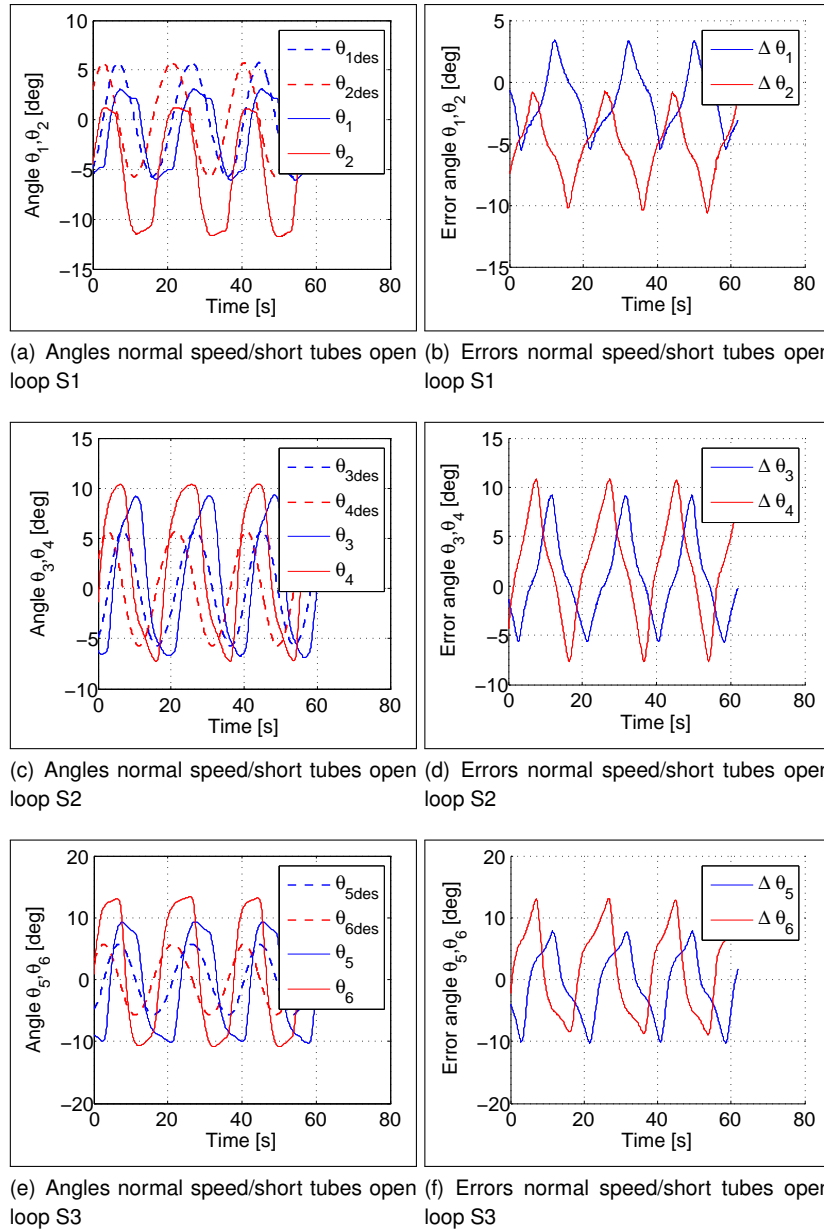 10
5
0
−5
−10
−15
0 20 40 60 80
Time [s]
Angle θ1,θ2 [deg]
θ1des
θ2des
θ1
θ2
5
0
−5
−10
−15
0 20 40 60 80
Time [s]
Error angle θ1,θ2 [deg]
Δ θ1
Δ θ2
(a) Angles normal speed/short tubes open
loop S1
(b) Errors normal speed/short tubes open
loop S1
15
10
5
0
−5
−10
0 20 40 60 80
Time [s]
Angle θ3,θ4 [deg]
θ3des
θ4des
θ3
θ4
15
10
5
0
−5
−10
0 20 40 60 80
Time [s]
Error angle θ3,θ4 [deg]
Δ θ3
Δ θ4
(c) Angles normal speed/short tubes open
loop S2
(d) Errors normal speed/short tubes open
loop S2
20
10
0
−10
−20
0 20 40 60 80
Time [s]
Angle θ5,θ6 [deg]
θ5des
θ6des
θ5
θ6
20
10
0
−10
−20
0 20 40 60 80
Time [s]
Error angle θ5,θ6 [deg]
Δ θ5
Δ θ6
(e) Angles normal speed/short tubes open
loop S3
(f) Errors normal speed/short tubes open
loop S3